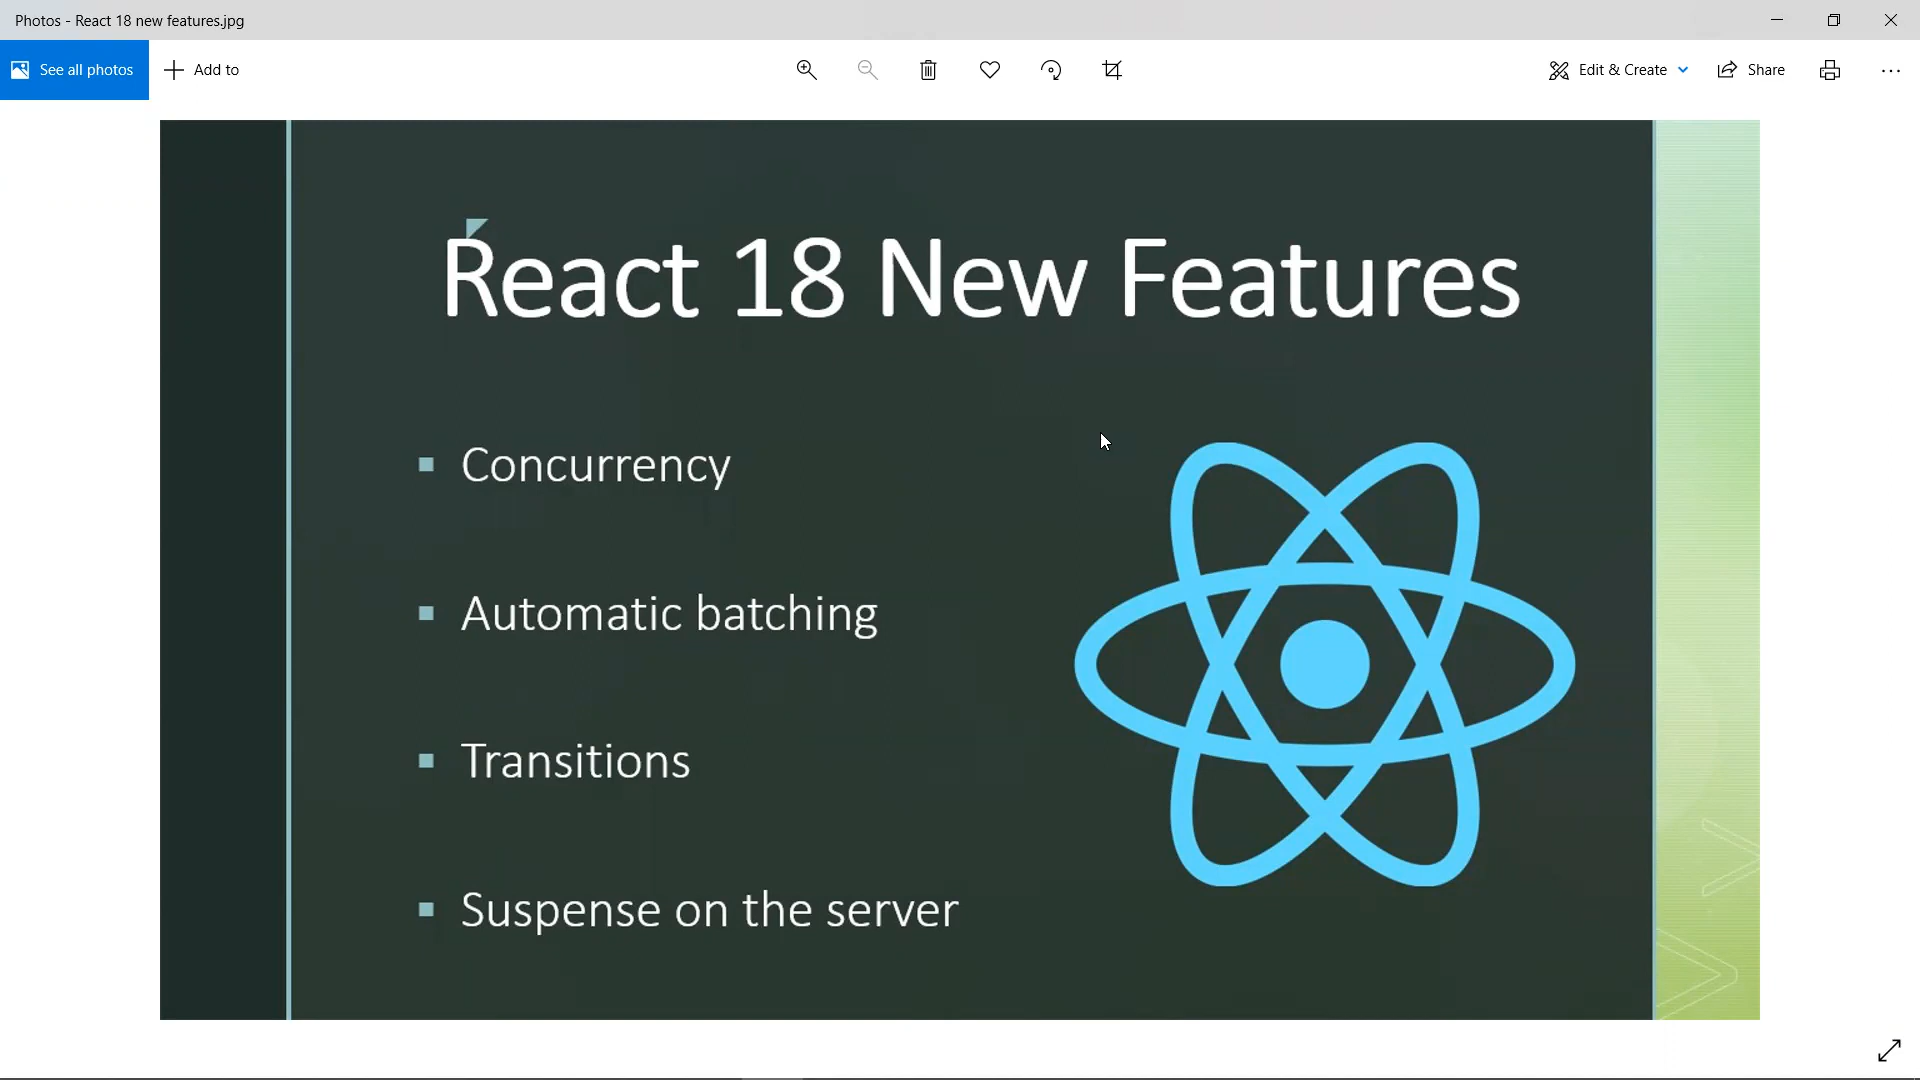 Photos - React 18 new features.jpg
See all photos
Add to
Edit & Create
Share
React 18 New Features
Concurrency
Automatic batching
Transitions
Suspense on the server